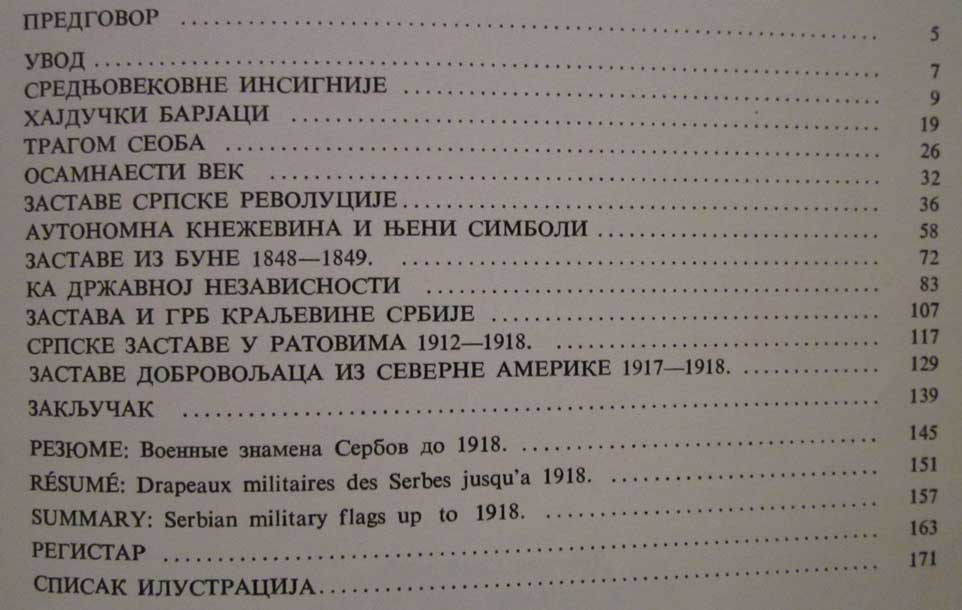 ПРЕДГОВОР ........ 5
УВОД ........ 7
СРЕДЊОВЕКОВНЕ ИНСИГНИЈЕ ........ 9
ХАЈДУЧКИ БАРЈАЦИ ........ 19
ТРАГОМ СЕОБА ........ 26
ОСАМНАЕСТИ ВЕК ........ 32
ЗАСТАВЕ СРПСКЕ РЕВОЛУЦИЈЕ ........ 36
АУТОНОМНА КНЕЖЕВИНА И ЊЕНИ СИМБОЛИ ........ 58
ЗАСТАВЕ ИЗ БУНЕ 1848—1849. ........ 72
КА ДРЖАВНОЈ НЕЗАВИСНОСТИ ........ 83
ЗАСТАВА И ГРБ КРАЉЕВИНЕ СРБИЈЕ ........ 107
СРПСКЕ ЗАСТАВЕ У РАТОВИМА 1912—1918. ........ 117
ЗАСТАВЕ ДОБРОВОЉАЦА ИЗ СЕВЕРНЕ АМЕРИКЕ 1917—1918. ........ 129
ЗАКЉУЧАК ........ 139
РЕЗЮМЕ: Военные знамена Сербов до 1918. ........ 145
RÉSUMÉ: Drapeaux militaires des Serbes jusqu'a 1918. ........ 151
SUMMARY: Serbian military flags up to 1918. ........ 157
РЕГИСТАР ........ 163
СПИСАК ИЛУСТРАЦИЈА ........ 171